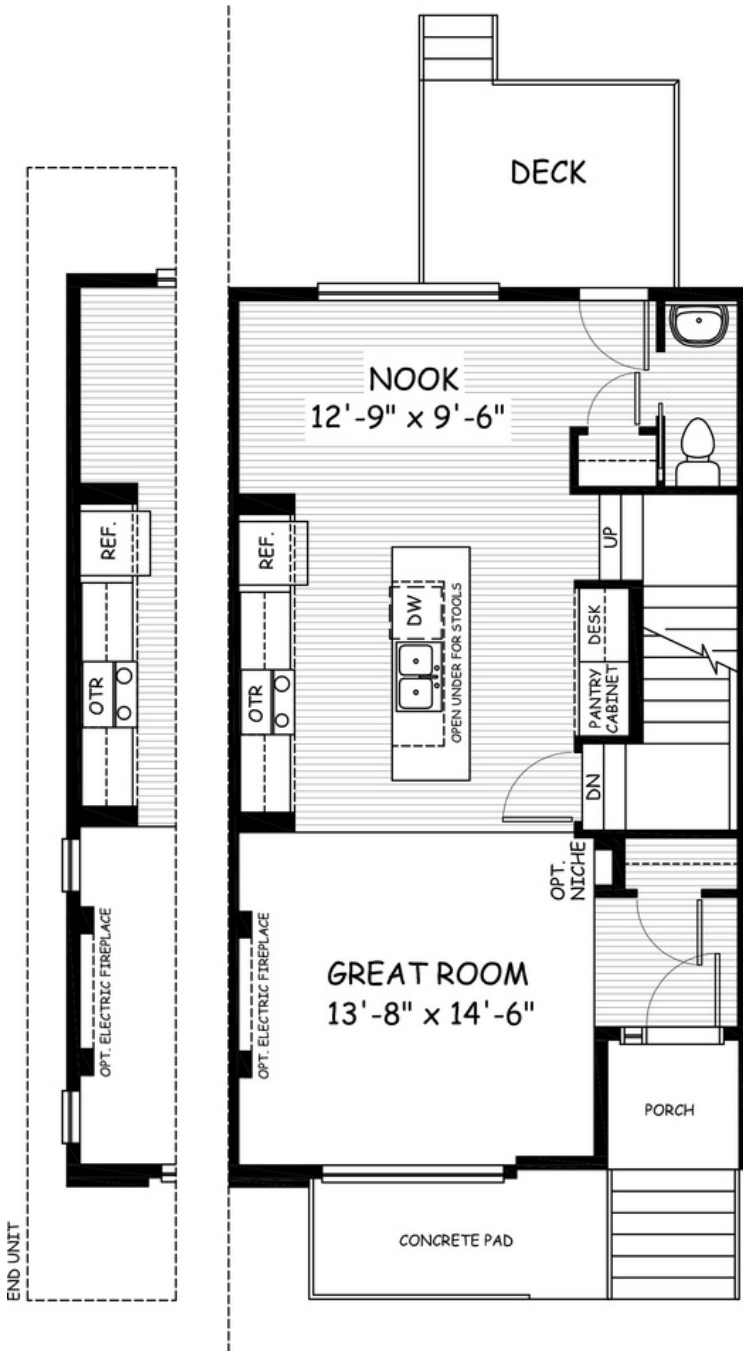 DECK
NOOK
12'-9" x 9'-6"
REF.
OTR
OPT. ELECTRIC FIREPLACE
END UNIT
REF.
OTR
DW
OPEN UNDER FOR STOOLS
UP
DESK
PANTRY
CABINET
DN
OPT.
NICHE
OPT. ELECTRIC FIREPLACE
GREAT ROOM
13'-8" x 14'-6"
PORCH
CONCRETE PAD